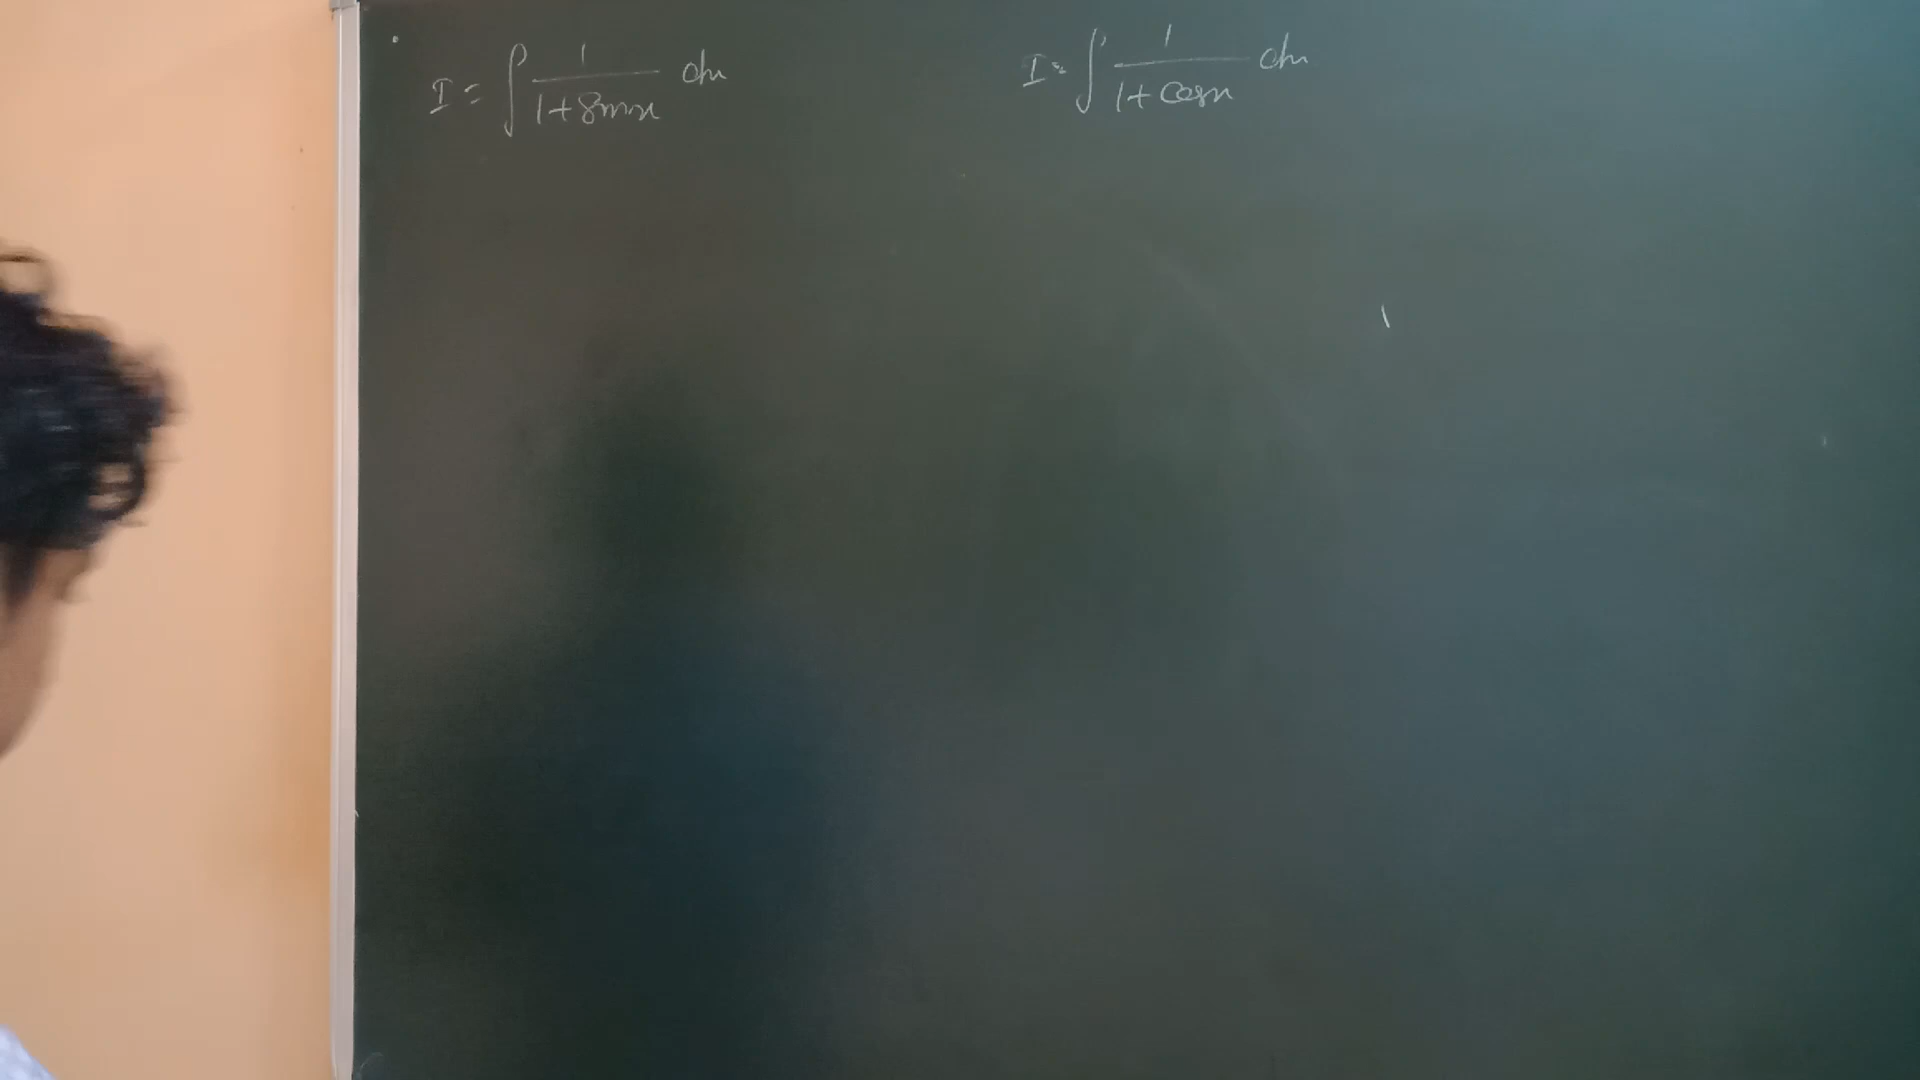 I = ∫ 1/(1+sinx) dx
I = ∫ 1/(1+cosx) dx